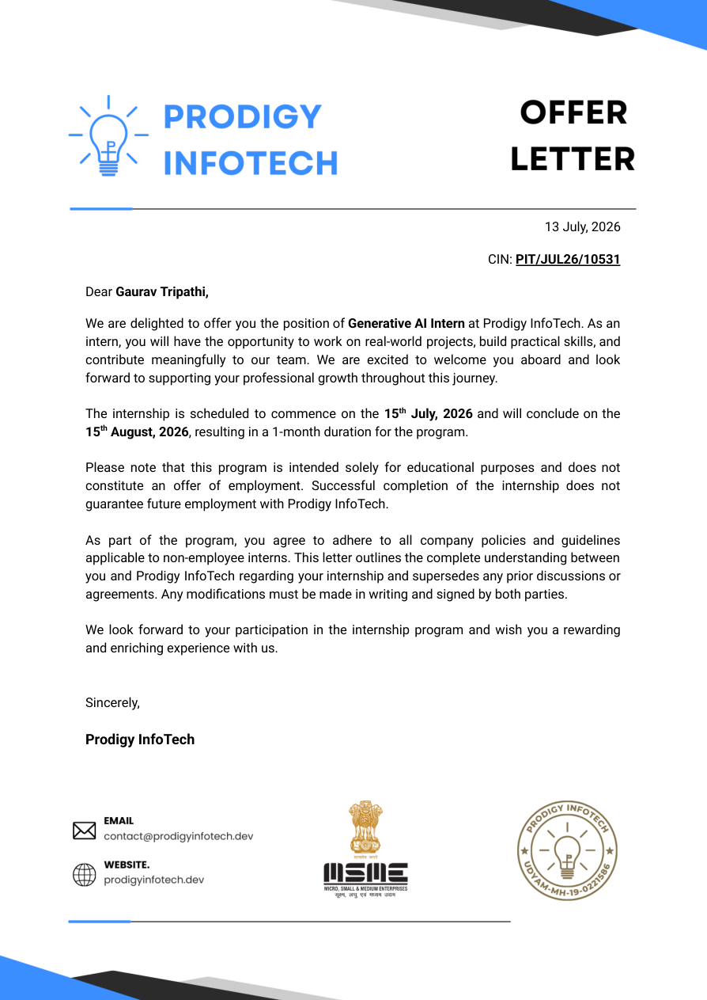 PRODIGY
INFOTECH
OFFER
LETTER
13 July, 2026
CIN: PIT/JUL26/10531
Dear Gaurav Tripathi,
We are delighted to offer you the position of Generative AI Intern at Prodigy InfoTech. As an
intern, you will have the opportunity to work on real-world projects, build practical skills, and
contribute meaningfully to our team. We are excited to welcome you aboard and look
forward to supporting your professional growth throughout this journey.
The internship is scheduled to commence on the 15th July, 2026 and will conclude on the
15th August, 2026, resulting in a 1-month duration for the program.
Please note that this program is intended solely for educational purposes and does not
constitute an offer of employment. Successful completion of the internship does not
guarantee future employment with Prodigy InfoTech.
As part of the program, you agree to adhere to all company policies and guidelines
applicable to non-employee interns. This letter outlines the complete understanding between
you and Prodigy InfoTech regarding your internship and supersedes any prior discussions or
agreements. Any modifications must be made in writing and signed by both parties.
We look forward to your participation in the internship program and wish you a rewarding
and enriching experience with us.
Sincerely,
Prodigy InfoTech
EMAIL
contact@prodigyinfotech.dev
WEBSITE.
prodigyinfotech.dev
सत्यमेव जयते
MSME
MICRO, SMALL & MEDIUM ENTERPRISES
सूक्ष्म, लघु एवं मध्यम उद्यम
PRODIGY INFOTECH
UDYAM-MH-19-0221586